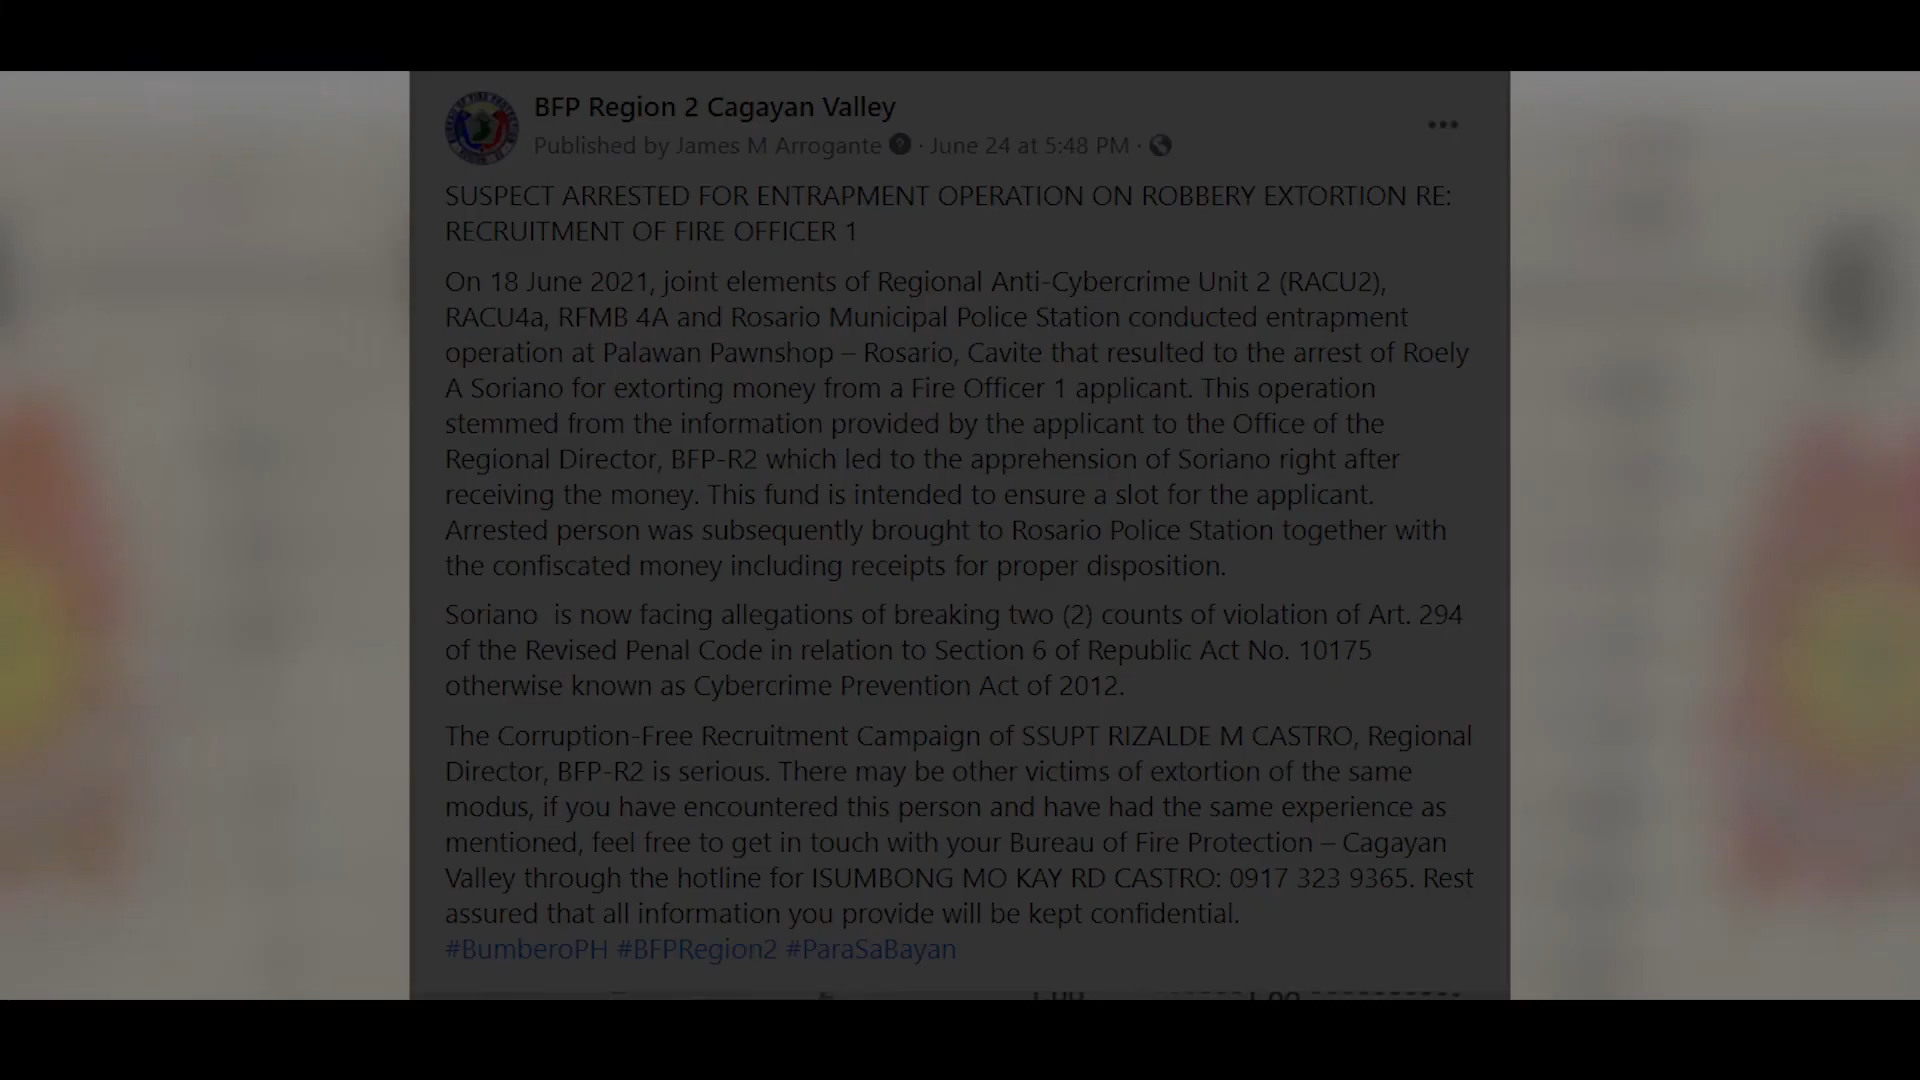 BFP Region 2 Cagayan Valley
Published by James M Arrogante · June 24 at 5:48 PM ·
SUSPECT ARRESTED FOR ENTRAPMENT OPERATION ON ROBBERY EXTORTION RE:
RECRUITMENT OF FIRE OFFICER 1
On 18 June 2021, joint elements of Regional Anti-Cybercrime Unit 2 (RACU2),
RACU4a, RFMB 4A and Rosario Municipal Police Station conducted entrapment
operation at Palawan Pawnshop – Rosario, Cavite that resulted to the arrest of Roely
A Soriano for extorting money from a Fire Officer 1 applicant. This operation
stemmed from the information provided by the applicant to the Office of the
Regional Director, BFP-R2 which led to the apprehension of Soriano right after
receiving the money. This fund is intended to ensure a slot for the applicant.
Arrested person was subsequently brought to Rosario Police Station together with
the confiscated money including receipts for proper disposition.
Soriano  is now facing allegations of breaking two (2) counts of violation of Art. 294
of the Revised Penal Code in relation to Section 6 of Republic Act No. 10175
otherwise known as Cybercrime Prevention Act of 2012.
The Corruption-Free Recruitment Campaign of SSUPT RIZALDE M CASTRO, Regional
Director, BFP-R2 is serious. There may be other victims of extortion of the same
modus, if you have encountered this person and have had the same experience as
mentioned, feel free to get in touch with your Bureau of Fire Protection – Cagayan
Valley through the hotline for ISUMBONG MO KAY RD CASTRO: 0917 323 9365. Rest
assured that all information you provide will be kept confidential.
#BumberoPH #BFPRegion2 #ParaSaBayan